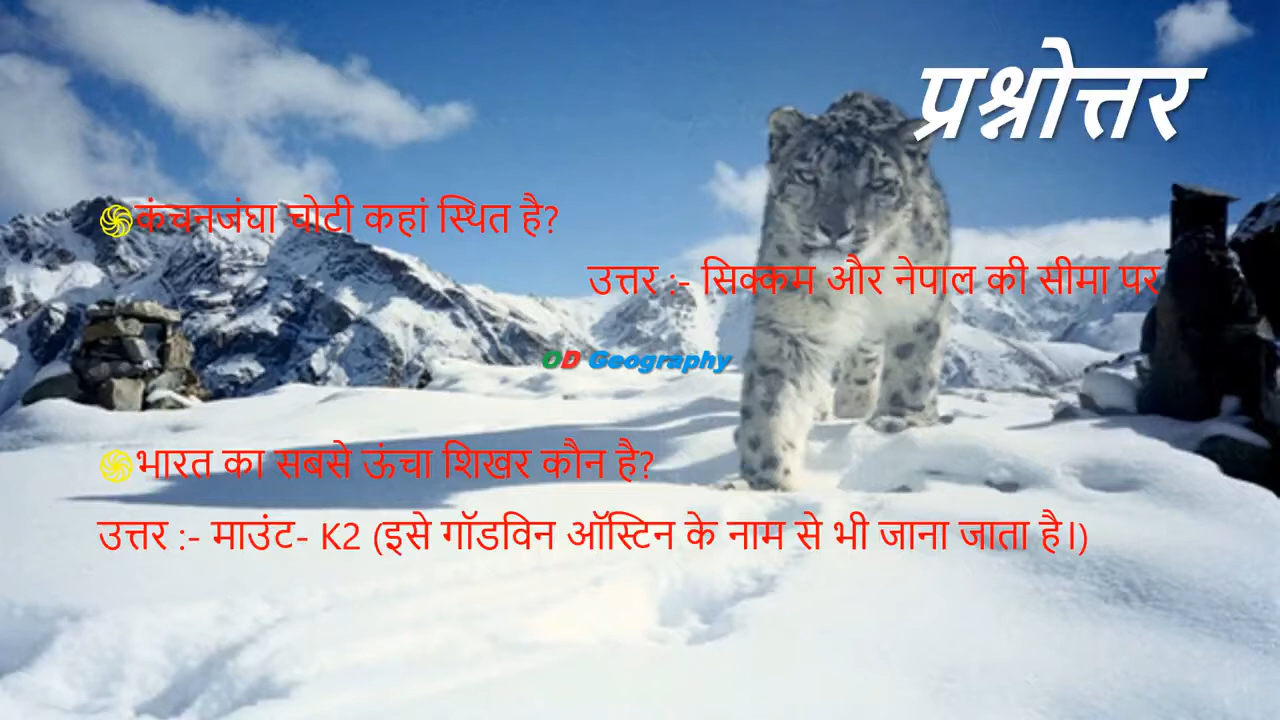 प्रश्नोत्तर
कंचनजंघा चोटी कहां स्थित है?
उत्तर :- सिक्कम और नेपाल की सीमा पर
OD Geography
भारत का सबसे ऊंचा शिखर कौन है?
उत्तर :- माउंट- K2 (इसे गॉडविन ऑस्टिन के नाम से भी जाना जाता है।)